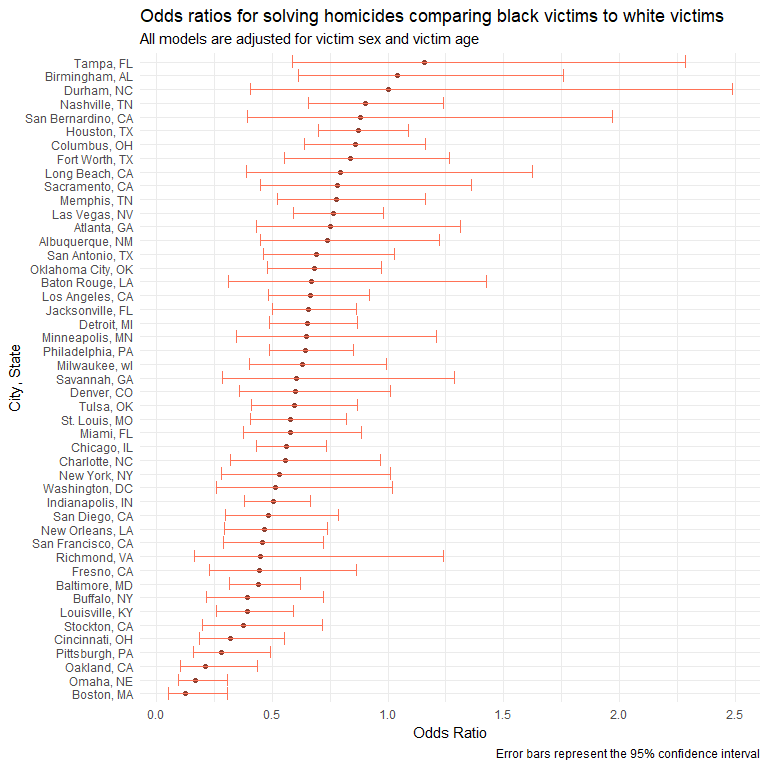 Odds ratios for solving homicides comparing black victims to white victims
All models are adjusted for victim sex and victim age
City, State
Tampa, FL
Birmingham, AL
Durham, NC
Nashville, TN
San Bernardino, CA
Houston, TX
Columbus, OH
Fort Worth, TX
Long Beach, CA
Sacramento, CA
Memphis, TN
Las Vegas, NV
Atlanta, GA
Albuquerque, NM
San Antonio, TX
Oklahoma City, OK
Baton Rouge, LA
Los Angeles, CA
Jacksonville, FL
Detroit, MI
Minneapolis, MN
Philadelphia, PA
Milwaukee, wI
Savannah, GA
Denver, CO
Tulsa, OK
St. Louis, MO
Miami, FL
Chicago, IL
Charlotte, NC
New York, NY
Washington, DC
Indianapolis, IN
San Diego, CA
New Orleans, LA
San Francisco, CA
Richmond, VA
Fresno, CA
Baltimore, MD
Buffalo, NY
Louisville, KY
Stockton, CA
Cincinnati, OH
Pittsburgh, PA
Oakland, CA
Omaha, NE
Boston, MA
0.0 0.5 1.0 1.5 2.0 2.5
Odds Ratio
Error bars represent the 95% confidence interval